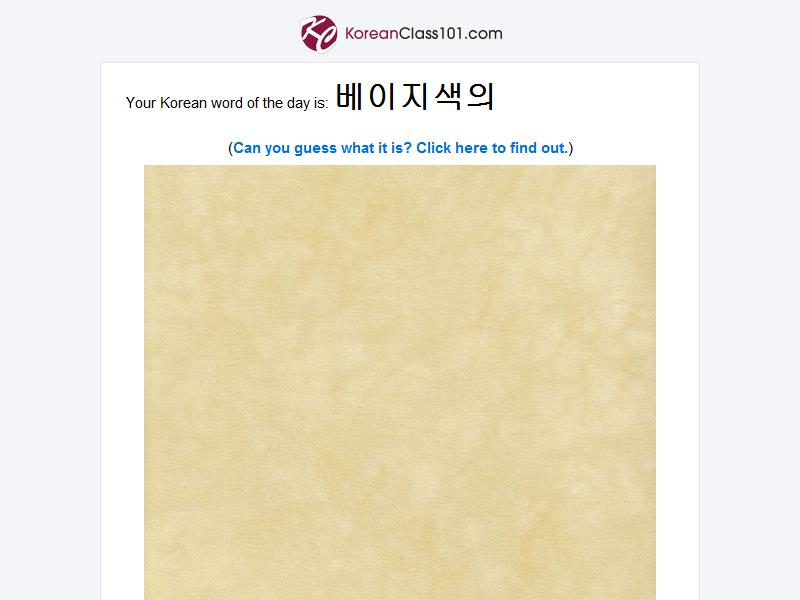 KoreanClass101.com
Your Korean word of the day is: 베이지색의
(Can you guess what it is? Click here to find out.)